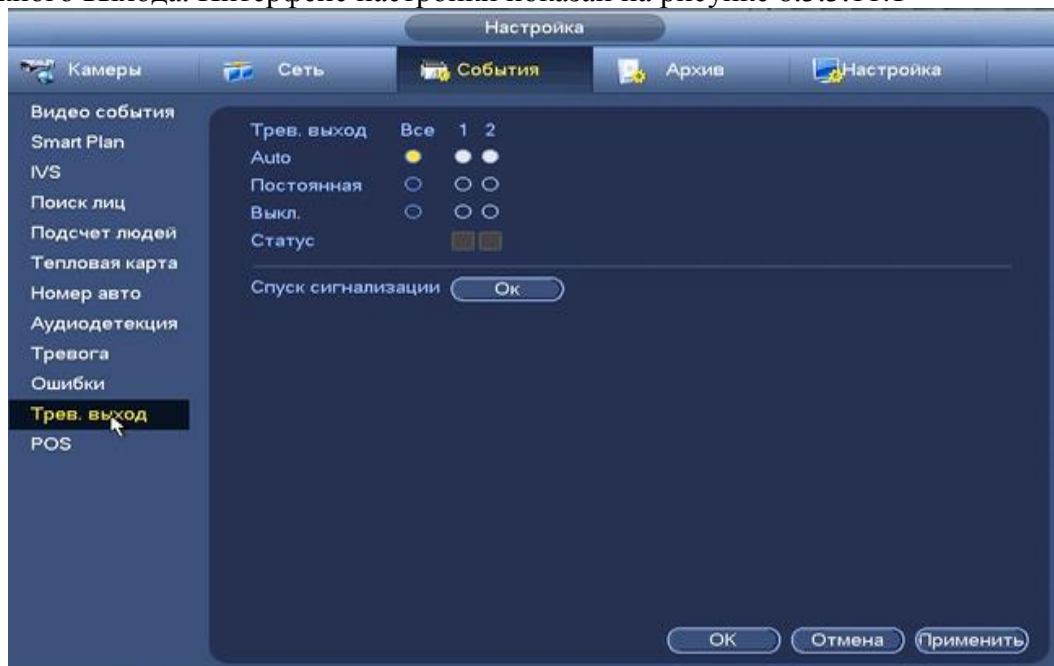 Настройка
Камеры Сеть События Архив Настройка
Видео события
Smart Plan
IVS
Поиск лиц
Подсчет людей
Тепловая карта
Номер авто
Аудиодетекция
Тревога
Ошибки
Трев. выход
POS
Трев. выход Все 1 2
Auto
Постоянная
Выкл.
Статус
Спуск сигнализации Ок
OK Отмена Применить